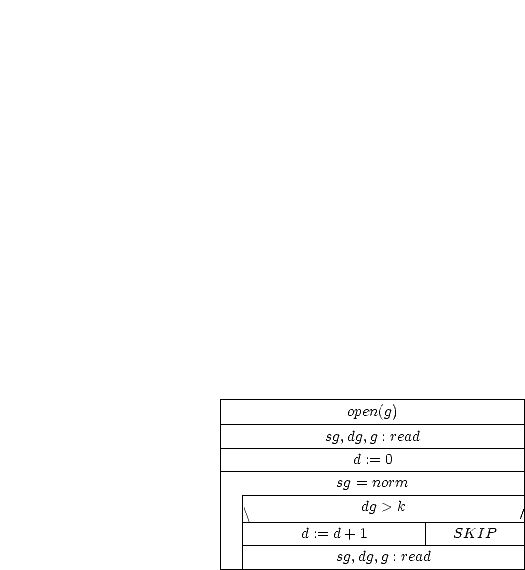 open(g)
sg, dg, g : read
d := 0
sg = norm
dg > k
d := d + 1 SKIP
sg, dg, g : read